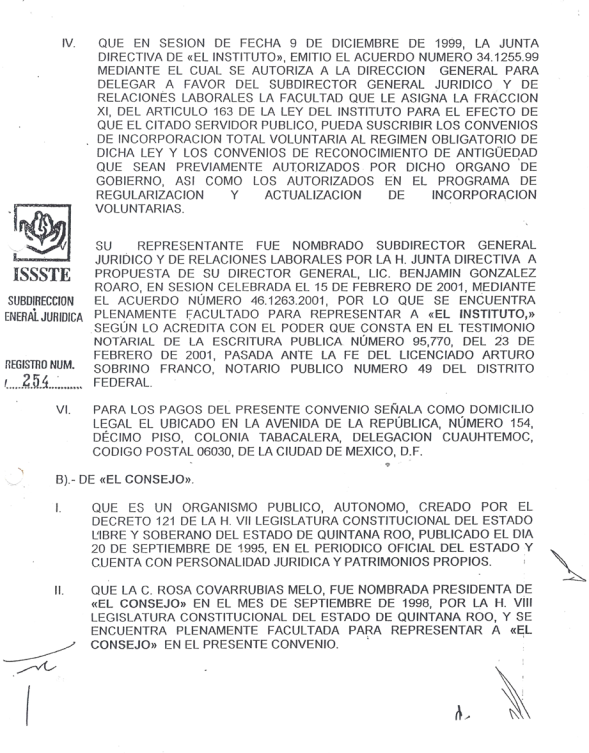 IV. QUE EN SESION DE FECHA 9 DE DICIEMBRE DE 1999, LA JUNTA
DIRECTIVA DE «EL INSTITUTO», EMITIO EL ACUERDO NUMERO 34.1255.99
MEDIANTE EL CUAL SE AUTORIZA A LA DIRECCION GENERAL PARA
DELEGAR A FAVOR DEL SUBDIRECTOR GENERAL JURIDICO Y DE
RELACIONES LABORALES LA FACULTAD QUE LE ASIGNA LA FRACCION
XI, DEL ARTICULO 163 DE LA LEY DEL INSTITUTO PARA EL EFECTO DE
QUE EL CITADO SERVIDOR PUBLICO, PUEDA SUSCRIBIR LOS CONVENIOS
DE INCORPORACION TOTAL VOLUNTARIA AL REGIMEN OBLIGATORIO DE
DICHA LEY Y LOS CONVENIOS DE RECONOCIMIENTO DE ANTIGÜEDAD
QUE SEAN PREVIAMENTE AUTORIZADOS POR DICHO ORGANO DE
GOBIERNO, ASI COMO LOS AUTORIZADOS EN EL PROGRAMA DE
REGULARIZACION Y ACTUALIZACION DE INCORPORACION
VOLUNTARIAS.
ISSSTE
SUBDIRECCION
ENERAL JURIDICA
REGISTRO NUM.
254
SU REPRESENTANTE FUE NOMBRADO SUBDIRECTOR GENERAL
JURIDICO Y DE RELACIONES LABORALES POR LA H. JUNTA DIRECTIVA A
PROPUESTA DE SU DIRECTOR GENERAL, LIC. BENJAMIN GONZALEZ
ROARO, EN SESION CELEBRADA EL 15 DE FEBRERO DE 2001, MEDIANTE
EL ACUERDO NÚMERO 46.1263.2001, POR LO QUE SE ENCUENTRA
PLENAMENTE FACULTADO PARA REPRESENTAR A «EL INSTITUTO,»
SEGÚN LO ACREDITA CON EL PODER QUE CONSTA EN EL TESTIMONIO
NOTARIAL DE LA ESCRITURA PUBLICA NÚMERO 95,770, DEL 23 DE
FEBRERO DE 2001, PASADA ANTE LA FE DEL LICENCIADO ARTURO
SOBRINO FRANCO, NOTARIO PUBLICO NUMERO 49 DEL DISTRITO
FEDERAL.
VI. PARA LOS PAGOS DEL PRESENTE CONVENIO SEÑALA COMO DOMICILIO
LEGAL EL UBICADO EN LA AVENIDA DE LA REPÚBLICA, NÚMERO 154,
DÉCIMO PISO, COLONIA TABACALERA, DELEGACION CUAUHTEMOC,
CODIGO POSTAL 06030, DE LA CIUDAD DE MEXICO, D.F.
B).- DE «EL CONSEJO».
I. QUE ES UN ORGANISMO PUBLICO, AUTONOMO, CREADO POR EL
DECRETO 121 DE LA H. VII LEGISLATURA CONSTITUCIONAL DEL ESTADO
LIBRE Y SOBERANO DEL ESTADO DE QUINTANA ROO, PUBLICADO EL DIA
20 DE SEPTIEMBRE DE 1995, EN EL PERIODICO OFICIAL DEL ESTADO Y
CUENTA CON PERSONALIDAD JURIDICA Y PATRIMONIOS PROPIOS.
II. QUE LA C. ROSA COVARRUBIAS MELO, FUE NOMBRADA PRESIDENTA DE
«EL CONSEJO» EN EL MES DE SEPTIEMBRE DE 1998, POR LA H. VIII
LEGISLATURA CONSTITUCIONAL DEL ESTADO DE QUINTANA ROO, Y SE
ENCUENTRA PLENAMENTE FACULTADA PARA REPRESENTAR A «EL
CONSEJO» EN EL PRESENTE CONVENIO.